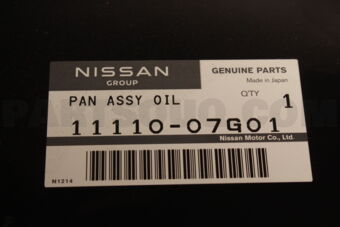 NISSAN
GROUP
GENUINE PARTS
Made in Japan
PAN ASSY OIL
Q'TY 1
11110-07G01
Nissan Motor Co., Ltd.
N1214